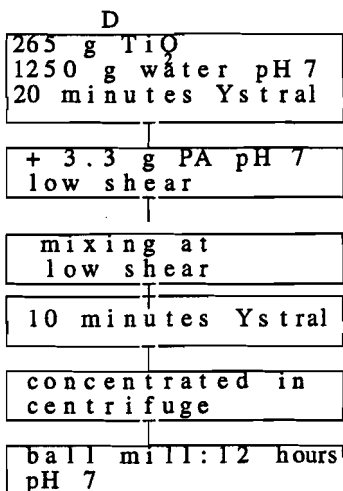 D
265 g TiO2
1250 g water pH 7
20 minutes Ystral
+ 3.3 g PA pH 7
low shear
mixing at
low shear
10 minutes Ystral
concentrated in
centrifuge
ball mill: 12 hours
pH 7